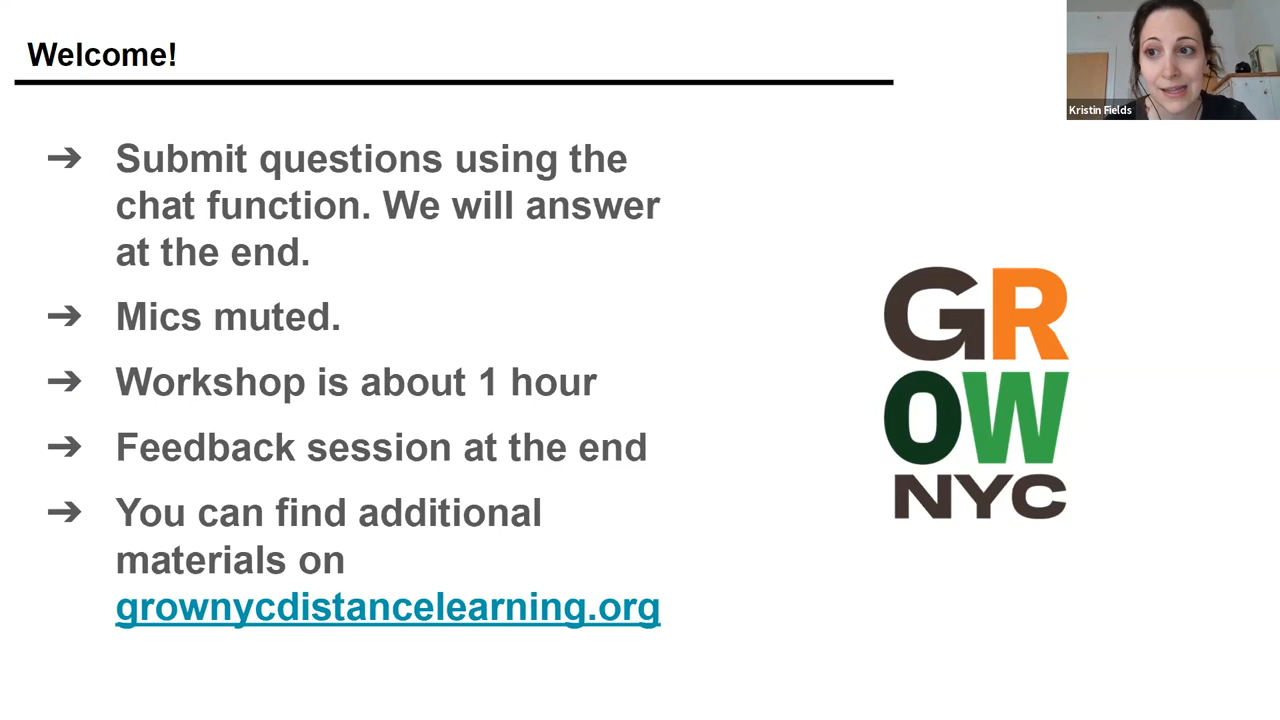 Welcome!
Kristin Fields
➔ Submit questions using the
chat function. We will answer
at the end.
➔ Mics muted.
➔ Workshop is about 1 hour
➔ Feedback session at the end
➔ You can find additional
materials on
grownycdistancelearning.org
GR
OW
NYC